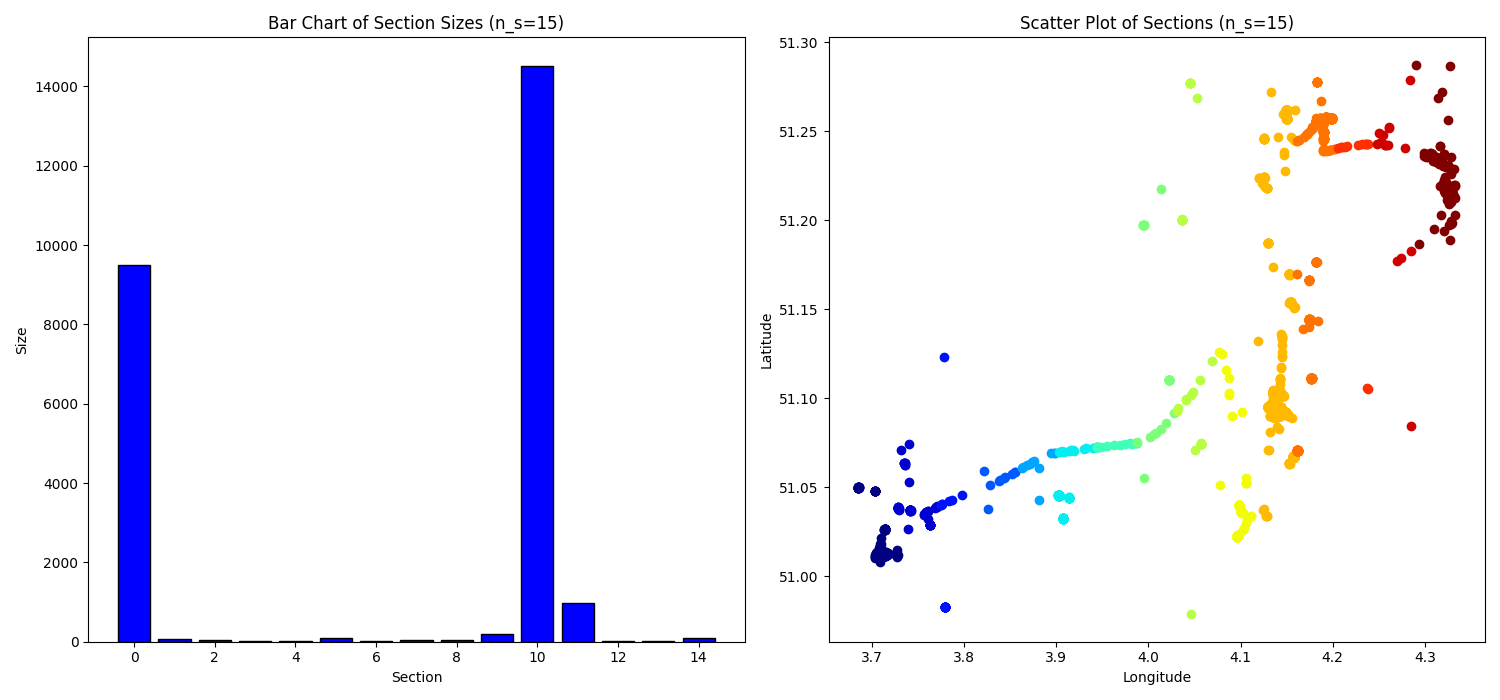 Bar Chart of Section Sizes (n_s=15)
Size
14000
12000
10000
8000
6000
4000
2000
0
0 2 4 6 8 10 12 14
Section
Scatter Plot of Sections (n_s=15)
Latitude
51.30
51.25
51.20
51.15
51.10
51.05
51.00
3.7 3.8 3.9 4.0 4.1 4.2 4.3
Longitude